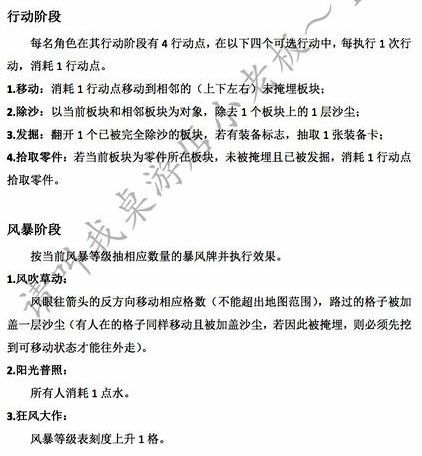 行动阶段
每名角色在其行动阶段有 4 行动点，在以下四个可选行动中，每执行 1 次行
动，消耗 1 行动点。
1.移动：消耗 1 行动点移动到相邻的（上下左右）未掩埋板块；
2.除沙：以当前板块和相邻板块为对象，除去 1 个板块上的 1 层沙尘；
3.发掘：翻开 1 个已被完全除沙的板块，若有装备标志，抽取 1 张装备卡；
4.拾取零件：若当前板块为零件所在板块，未被掩埋且已被发掘，消耗 1 行动点
拾取零件。
风暴阶段
按当前风暴等级抽相应数量的暴风牌并执行效果。
1.风吹草动：
风眼往箭头的反方向移动相应格数（不能超出地图范围），路过的格子被加
盖一层沙尘（有人在的格子同样移动且被加盖沙尘，若因此被掩埋，则必须先挖
到可移动状态才能往外走）。
2.阳光普照：
所有人消耗 1 点水。
3.狂风大作：
风暴等级表刻度上升 1 格。
请叫我桌游店小老板～